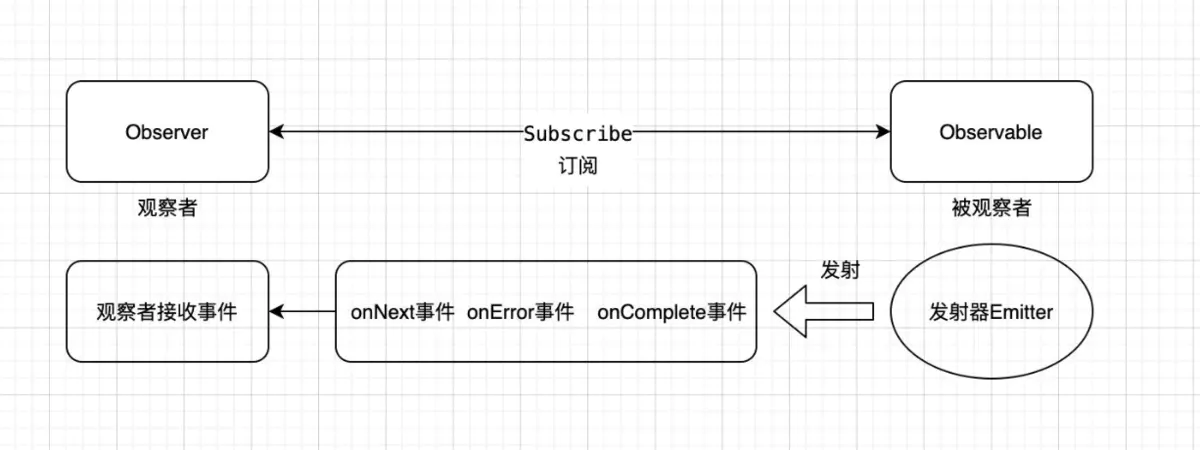 Observer
Subscribe
订阅
Observable
观察者
被观察者
观察者接收事件
onNext事件 onError事件 onComplete事件
发射
发射器Emitter